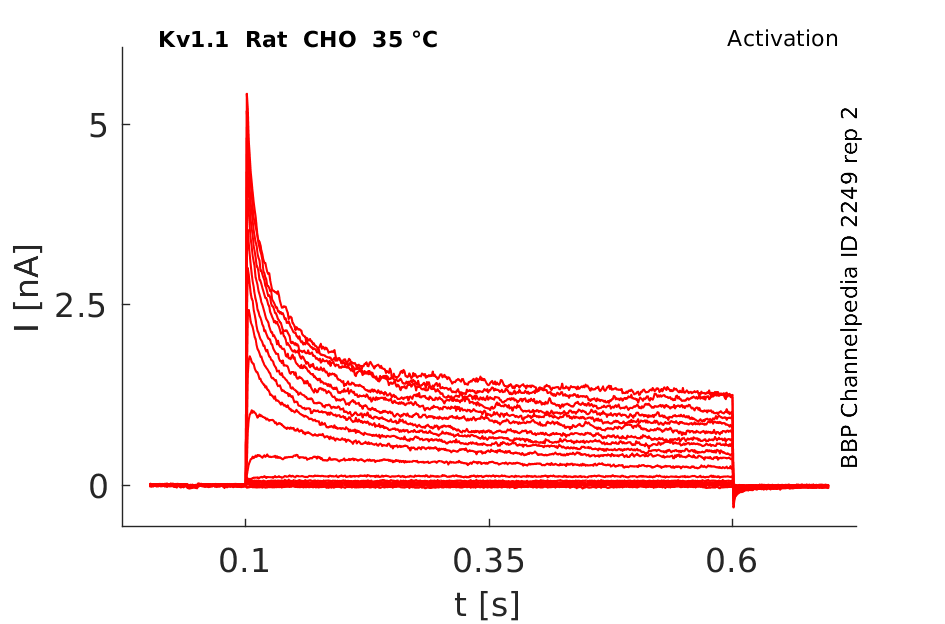 Kv1.1 Rat CHO 35 °C
Activation
5
2.5
0
I [nA]
0.1
0.35
0.6
t [s]
BBP Channelpedia ID 2249 rep 2